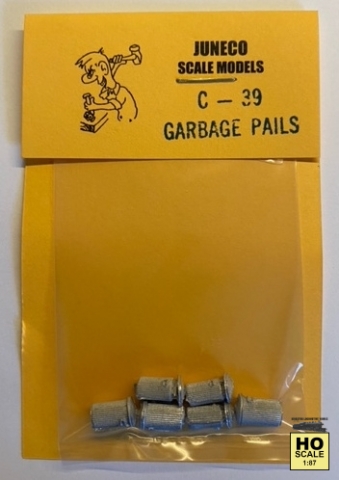 JUNECO
SCALE MODELS
C - 39
GARBAGE PAILS
HO
SCALE
1:87